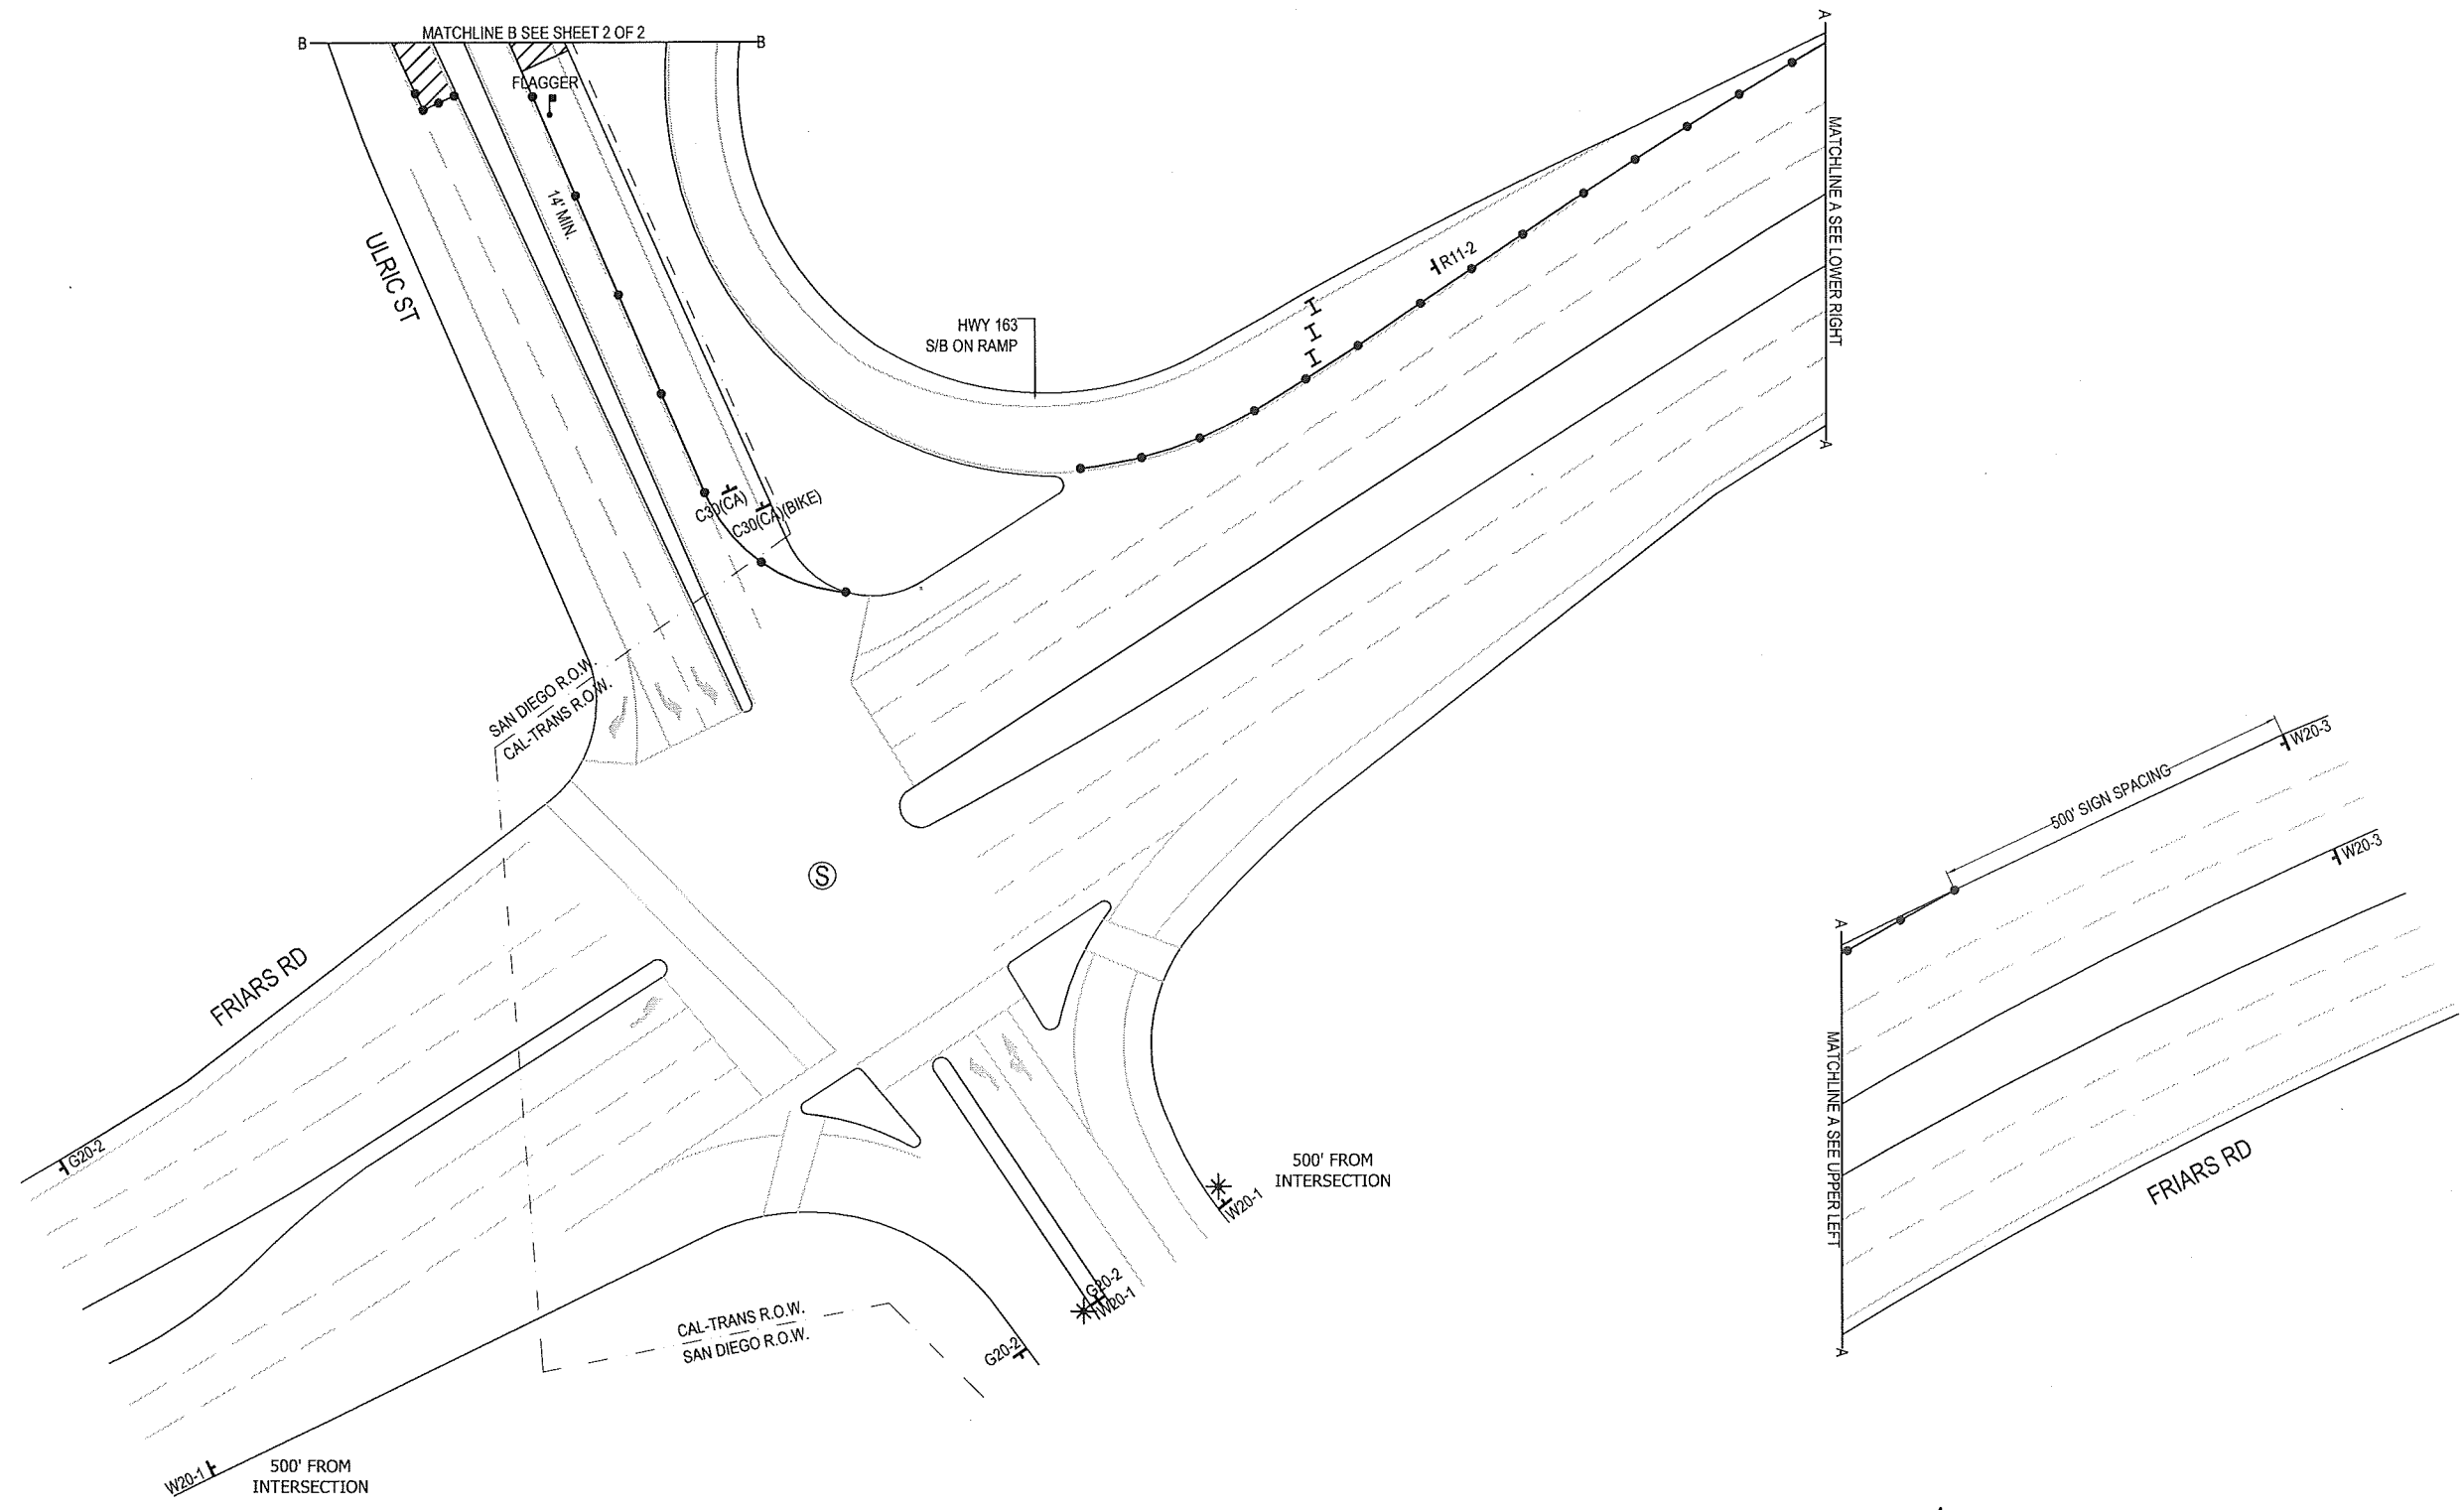 B
MATCHLINE B SEE SHEET 2 OF 2
B
FLAGGER
14' MIN.
ULRIC ST
HWY 163
S/B ON RAMP
R11-2
A
MATCHLINE A SEE LOWER RIGHT
A
C30(CA)
C30(CA)(BIKE)
SAN DIEGO R.O.W.
CAL-TRANS R.O.W.
S
FRIARS RD
G20-2
W20-1
500' FROM
INTERSECTION
CAL-TRANS R.O.W.
SAN DIEGO R.O.W.
G20-2
G20-2
W20-1
W20-1
500' FROM
INTERSECTION
W20-3
500' SIGN SPACING
W20-3
A
MATCHLINE A SEE UPPER LEFT
A
FRIARS RD